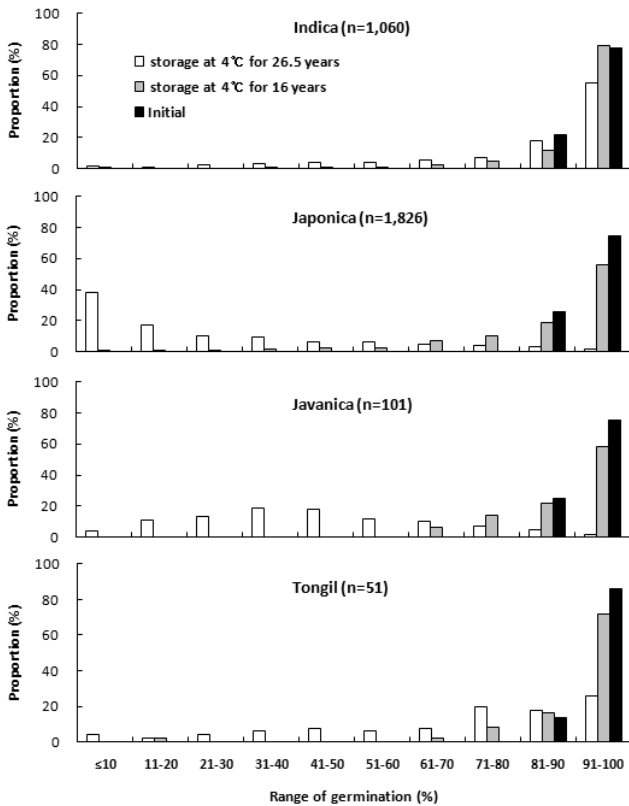 Indica (n=1,060)
Proportion (%)
100
80
60
40
20
0
storage at 4℃ for 26.5 years
storage at 4℃ for 16 years
Initial
Japonica (n=1,826)
Proportion (%)
100
80
60
40
20
0
Javanica (n=101)
Proportion (%)
100
80
60
40
20
0
Tongil (n=51)
Proportion (%)
100
80
60
40
20
0
≤10 11-20 21-30 31-40 41-50 51-60 61-70 71-80 81-90 91-100
Range of germination (%)